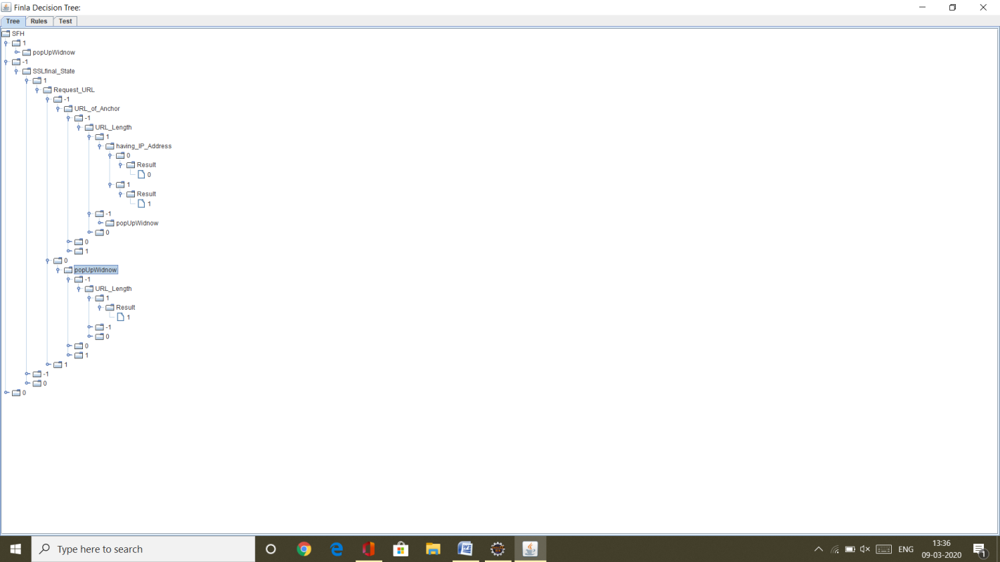 Finla Decision Tree:
Tree Rules Test
SFH
1
popUpWidnow
-1
SSLfinal_State
1
Request_URL
-1
URL_of_Anchor
-1
URL_Length
1
having_IP_Address
0
Result
0
1
Result
1
-1
popUpWidnow
0
0
1
0
popUpWidnow
-1
URL_Length
1
Result
1
-1
0
0
1
1
-1
0
0
Type here to search
ENG
13:36
09-03-2020
1